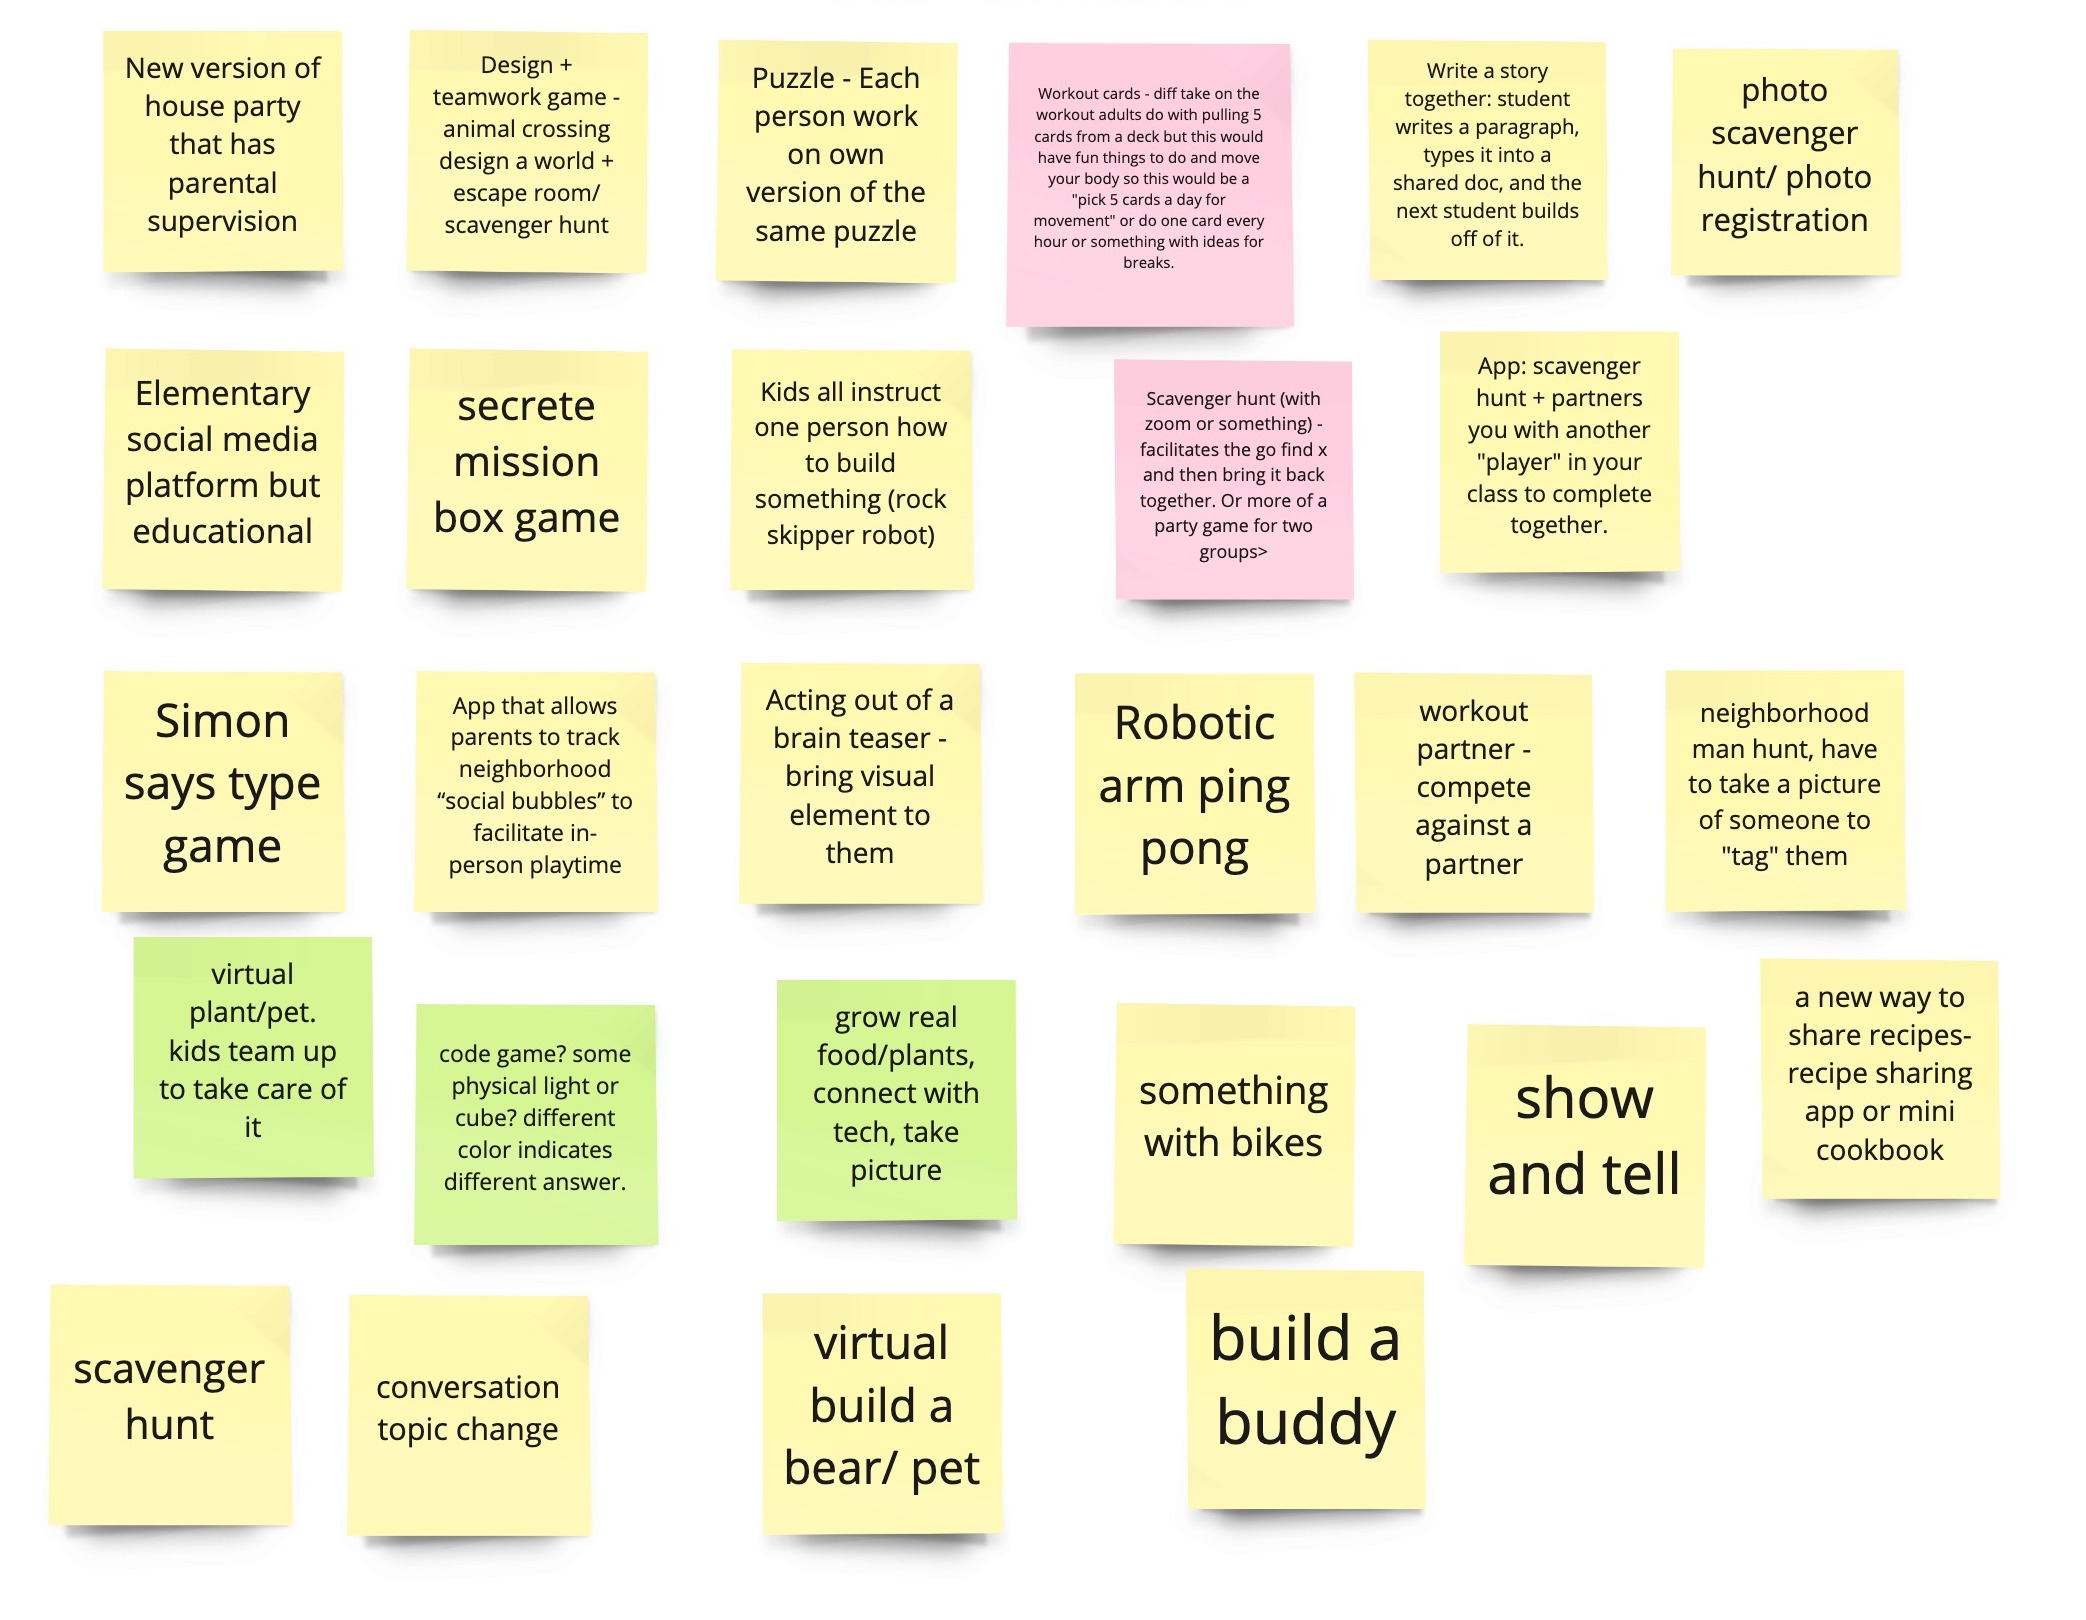 New version of
house party
that has
parental
supervision
Design +
teamwork game -
animal crossing
design a world +
escape room/
scavenger hunt
Puzzle - Each
person work
on own
version of the
same puzzle
Workout cards - diff take on the
workout adults do with pulling 5
cards from a deck but this would
have fun things to do and move
your body so this would be a
"pick 5 cards a day for
movement" or do one card every
hour or something with ideas for
breaks.
Write a story
together: student
writes a paragraph,
types it into a
shared doc, and the
next student builds
off of it.
photo
scavenger
hunt/ photo
registration
Elementary
social media
platform but
educational
secrete
mission
box game
Kids all instruct
one person how
to build
something (rock
skipper robot)
Scavenger hunt (with
zoom or something) -
facilitates the go find x
and then bring it back
together. Or more of a
party game for two
groups>
App: scavenger
hunt + partners
you with another
"player" in your
class to complete
together.
Simon
says type
game
App that allows
parents to track
neighborhood
“social bubbles” to
facilitate in-
person playtime
Acting out of a
brain teaser -
bring visual
element to
them
Robotic
arm ping
pong
workout
partner -
compete
against a
partner
neighborhood
man hunt, have
to take a picture
of someone to
"tag" them
virtual
plant/pet.
kids team up
to take care of
it
code game? some
physical light or
cube? different
color indicates
different answer.
grow real
food/plants,
connect with
tech, take
picture
something
with bikes
show
and tell
a new way to
share recipes-
recipe sharing
app or mini
cookbook
scavenger
hunt
conversation
topic change
virtual
build a
bear/ pet
build a
buddy